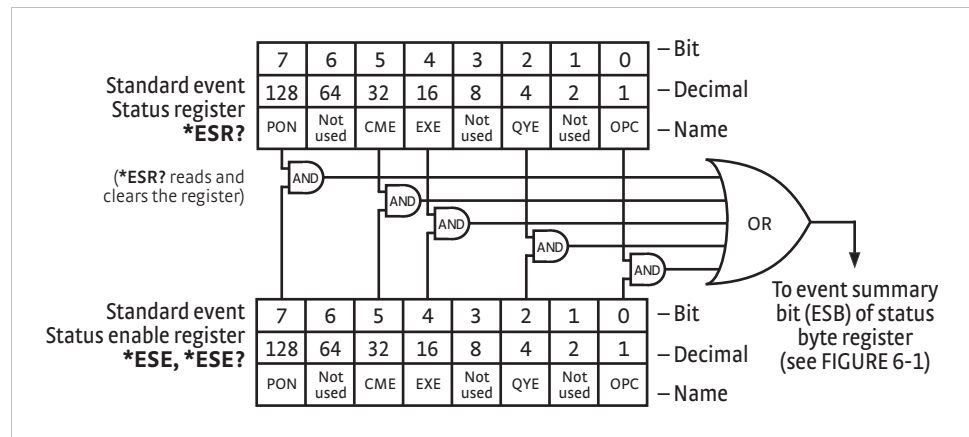 7 6 5 4 3 2 1 0 – Bit
Standard event
Status register
*ESR?
128 64 32 16 8 4 2 1 – Decimal
PON Not used CME EXE Not used QYE Not used OPC – Name
(*ESR? reads and
clears the register)
AND
AND
AND
AND
AND
OR
To event summary
bit (ESB) of status
byte register
(see FIGURE 6-1)
Standard event
Status enable register
*ESE, *ESE?
7 6 5 4 3 2 1 0 – Bit
128 64 32 16 8 4 2 1 – Decimal
PON Not used CME EXE Not used QYE Not used OPC – Name